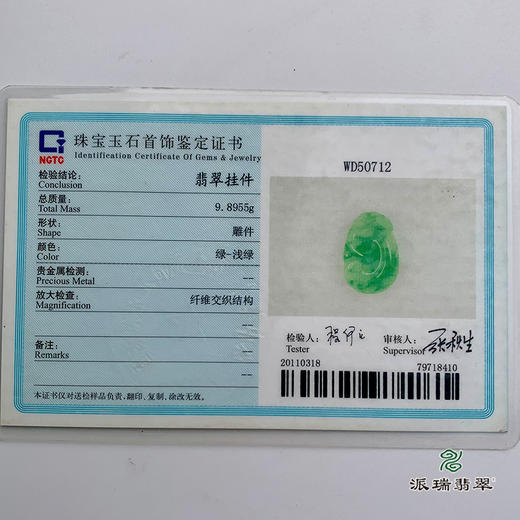 NGTC
珠宝玉石首饰鉴定证书
Identification Certificate Of Gems & Jewelry
检验结论: 翡翠挂件
Conclusion
总质量: 9.8955g
Total Mass
形状: 雕件
Shape
颜色: 绿-浅绿
Color
贵金属检测: ---
Precious Metal
放大检查: 纤维交织结构
Magnification
---
备注: ---
Remarks
---
本证书仅对送检样品负责,翻印、复制、涂改无效。
WD50712
检验人:
Tester
审核人:
Supervisor
20110318 79718410
派瑞翡翠